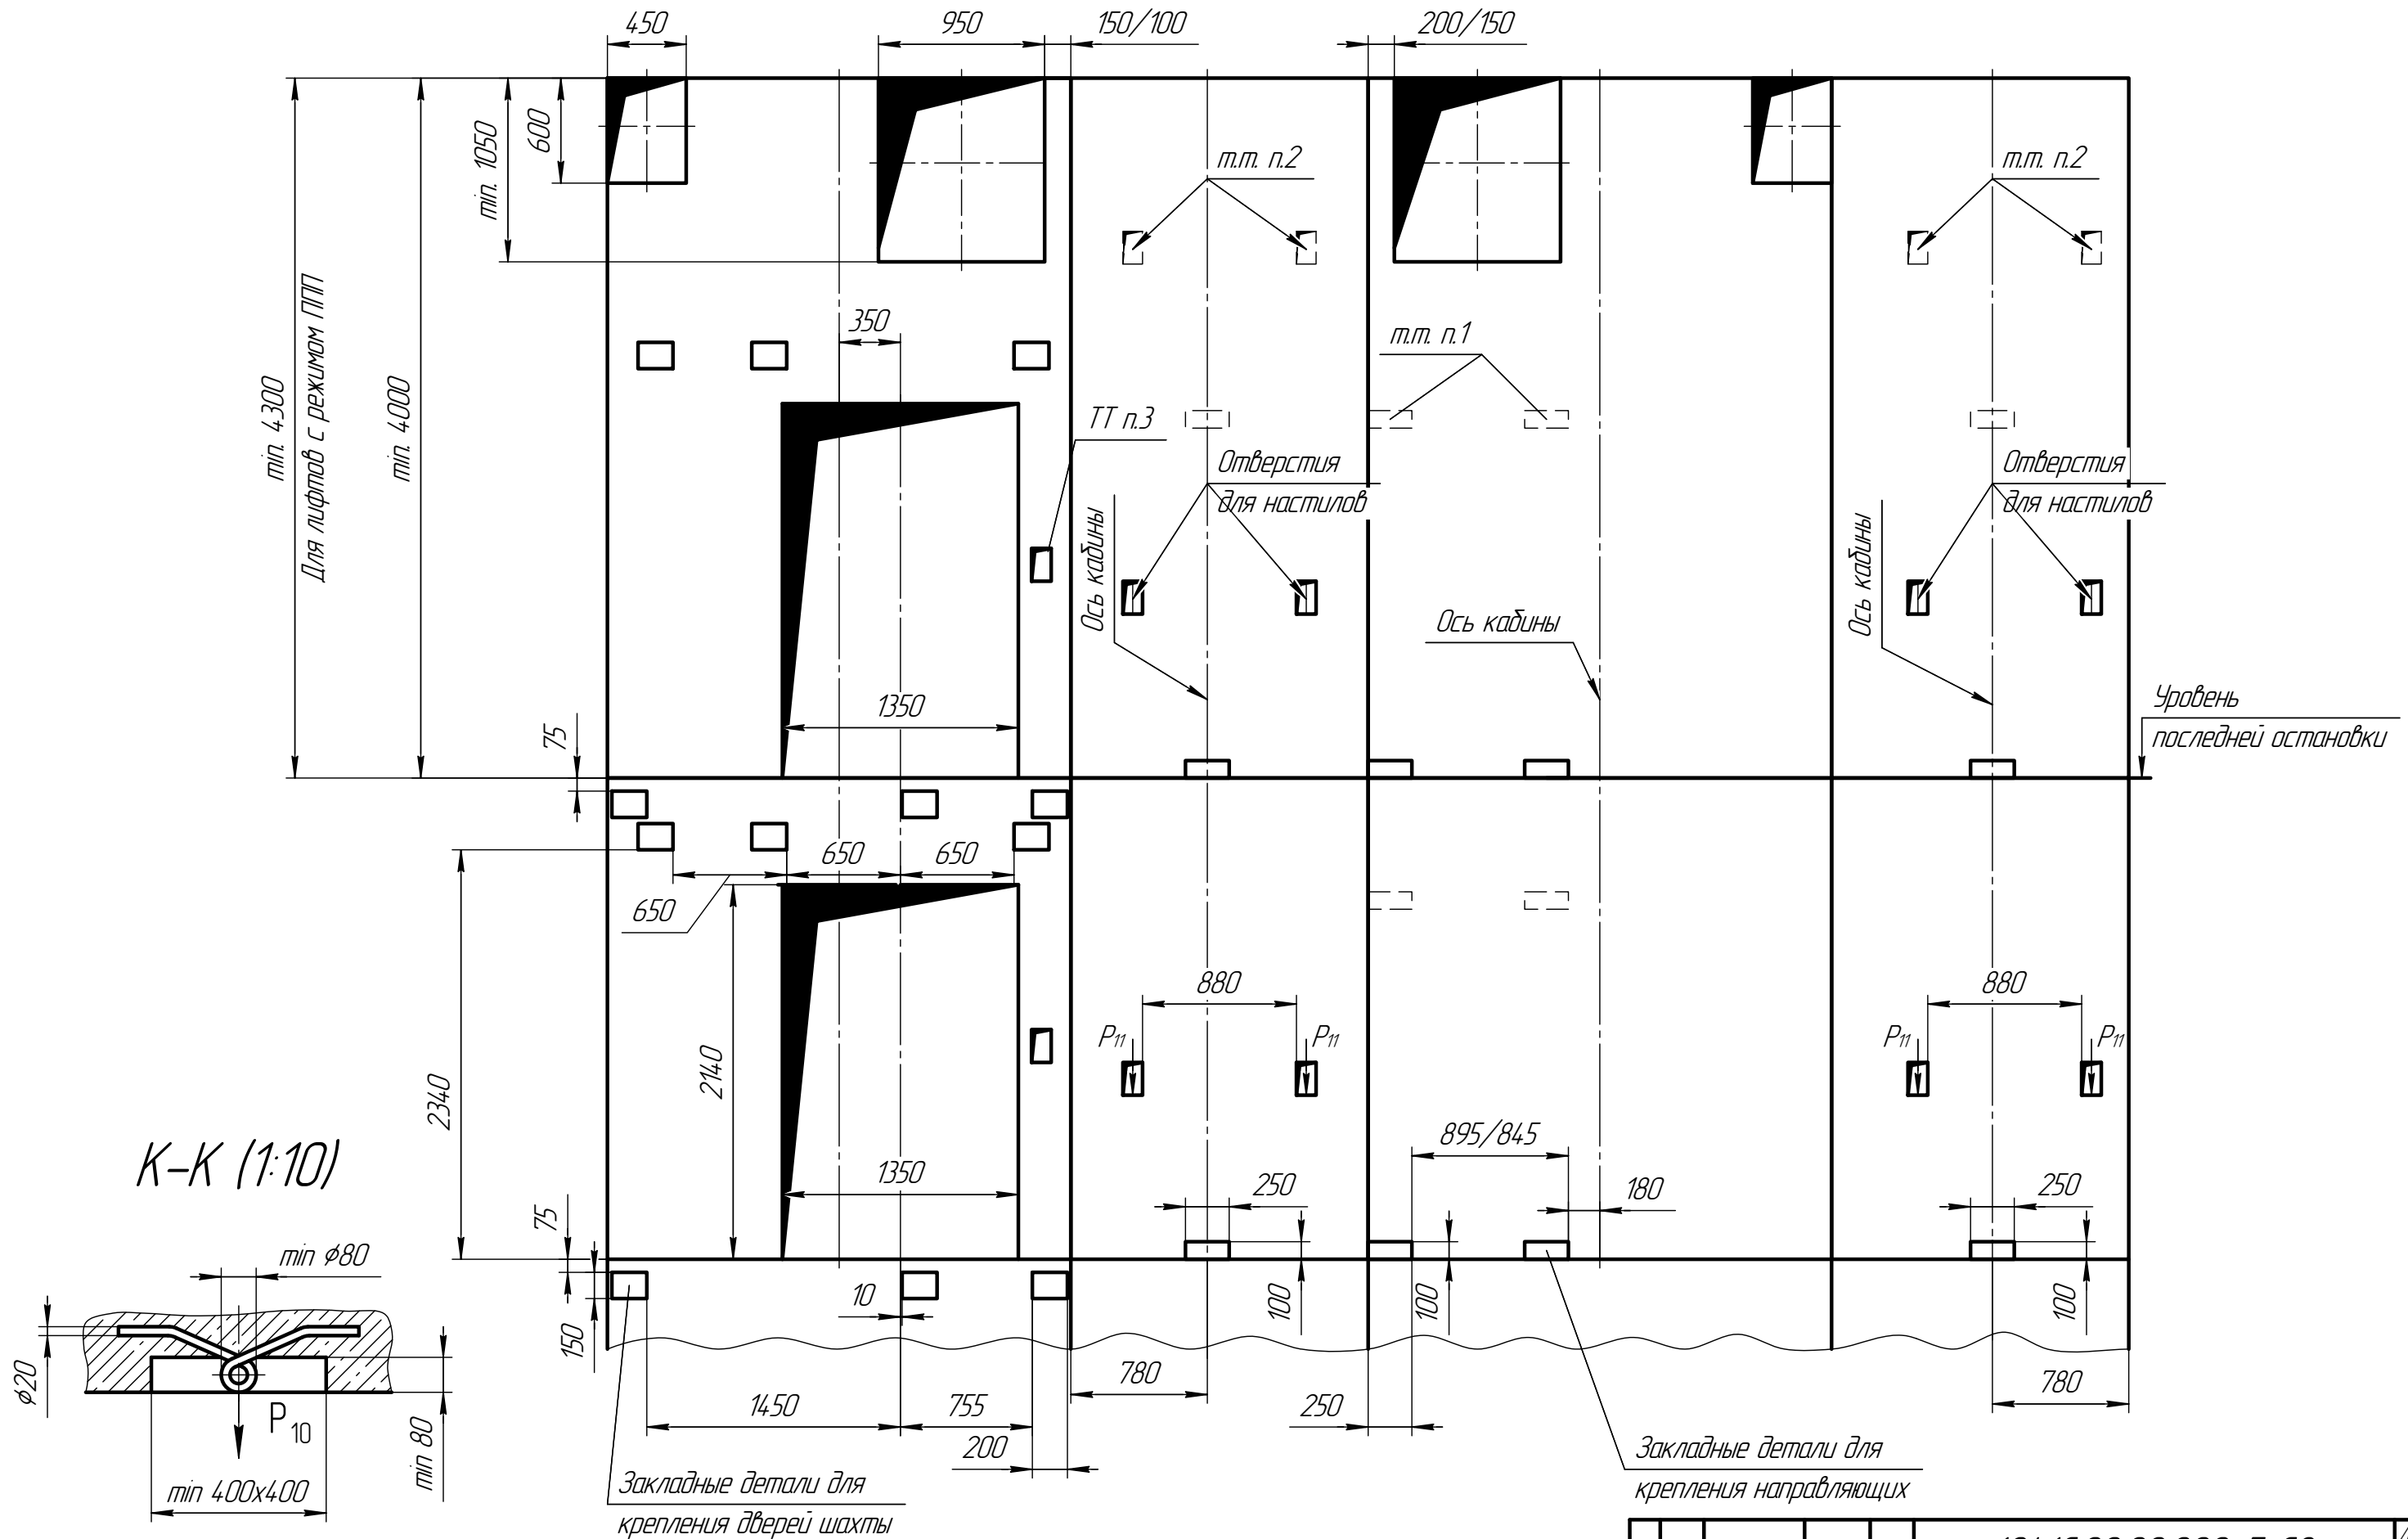 450
950
150/100
200/150
min. 4300
Для лифтов с режимом ППП
min. 4000
min. 1050
600
т.т. п.2
т.т. п.2
350
т.т. п.1
ТТ п.3
Отверстия
для настилов
Отверстия
для настилов
Ось кабины
Ось кабины
Ось кабины
1350
75
Уровень
последней остановки
650
650
650
2340
2140
880
880
P11
P11
P11
P11
К-К (1:10)
1350
895/845
250
180
250
75
min ϕ80
10
100
100
100
150
ϕ20
P10
min 80
min 400x400
1450
755
780
250
780
200
Закладные детали для
крепления дверей шахты
Закладные детали для
крепления направляющих